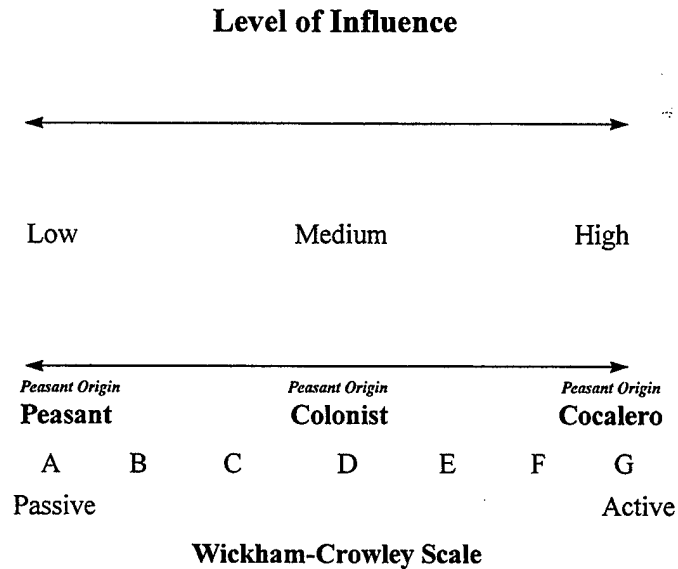 Level of Influence
Low Medium High
Peasant Origin Peasant Origin Peasant Origin
Peasant Colonist Cocalero
A B C D E F G
Passive Active
Wickham-Crowley Scale